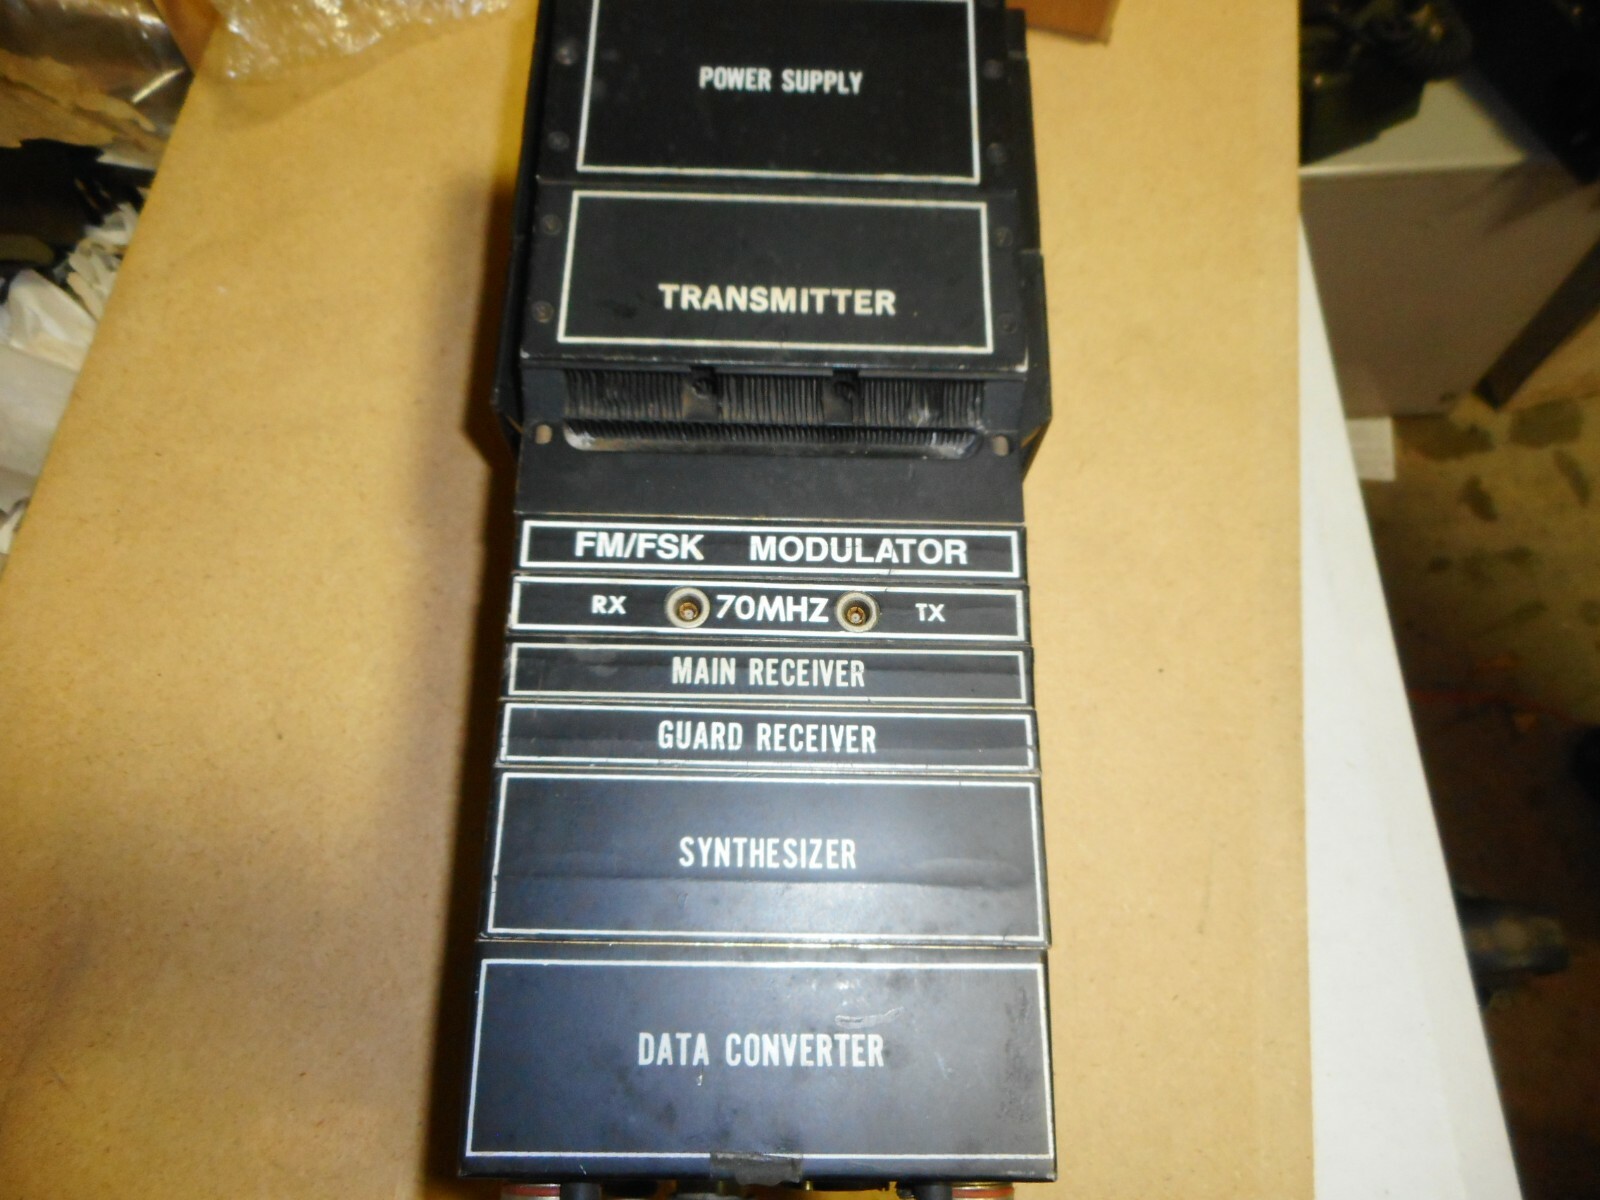 POWER SUPPLY
TRANSMITTER
FM/FSK MODULATOR
RX 70MHZ TX
MAIN RECEIVER
GUARD RECEIVER
SYNTHESIZER
DATA CONVERTER